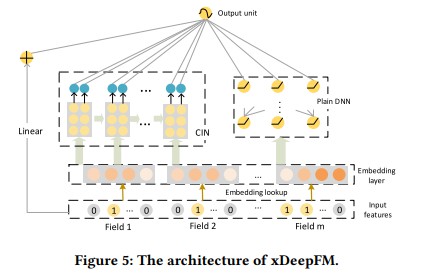 Output unit
Linear
...
...
CIN
⋮
Plain DNN
... Embedding layer
Embedding lookup
0 1 ... 0 0 1 ... 0 ... 1 1 ... 0 Input features
Field 1 Field 2 Field m
Figure 5: The architecture of xDeepFM.